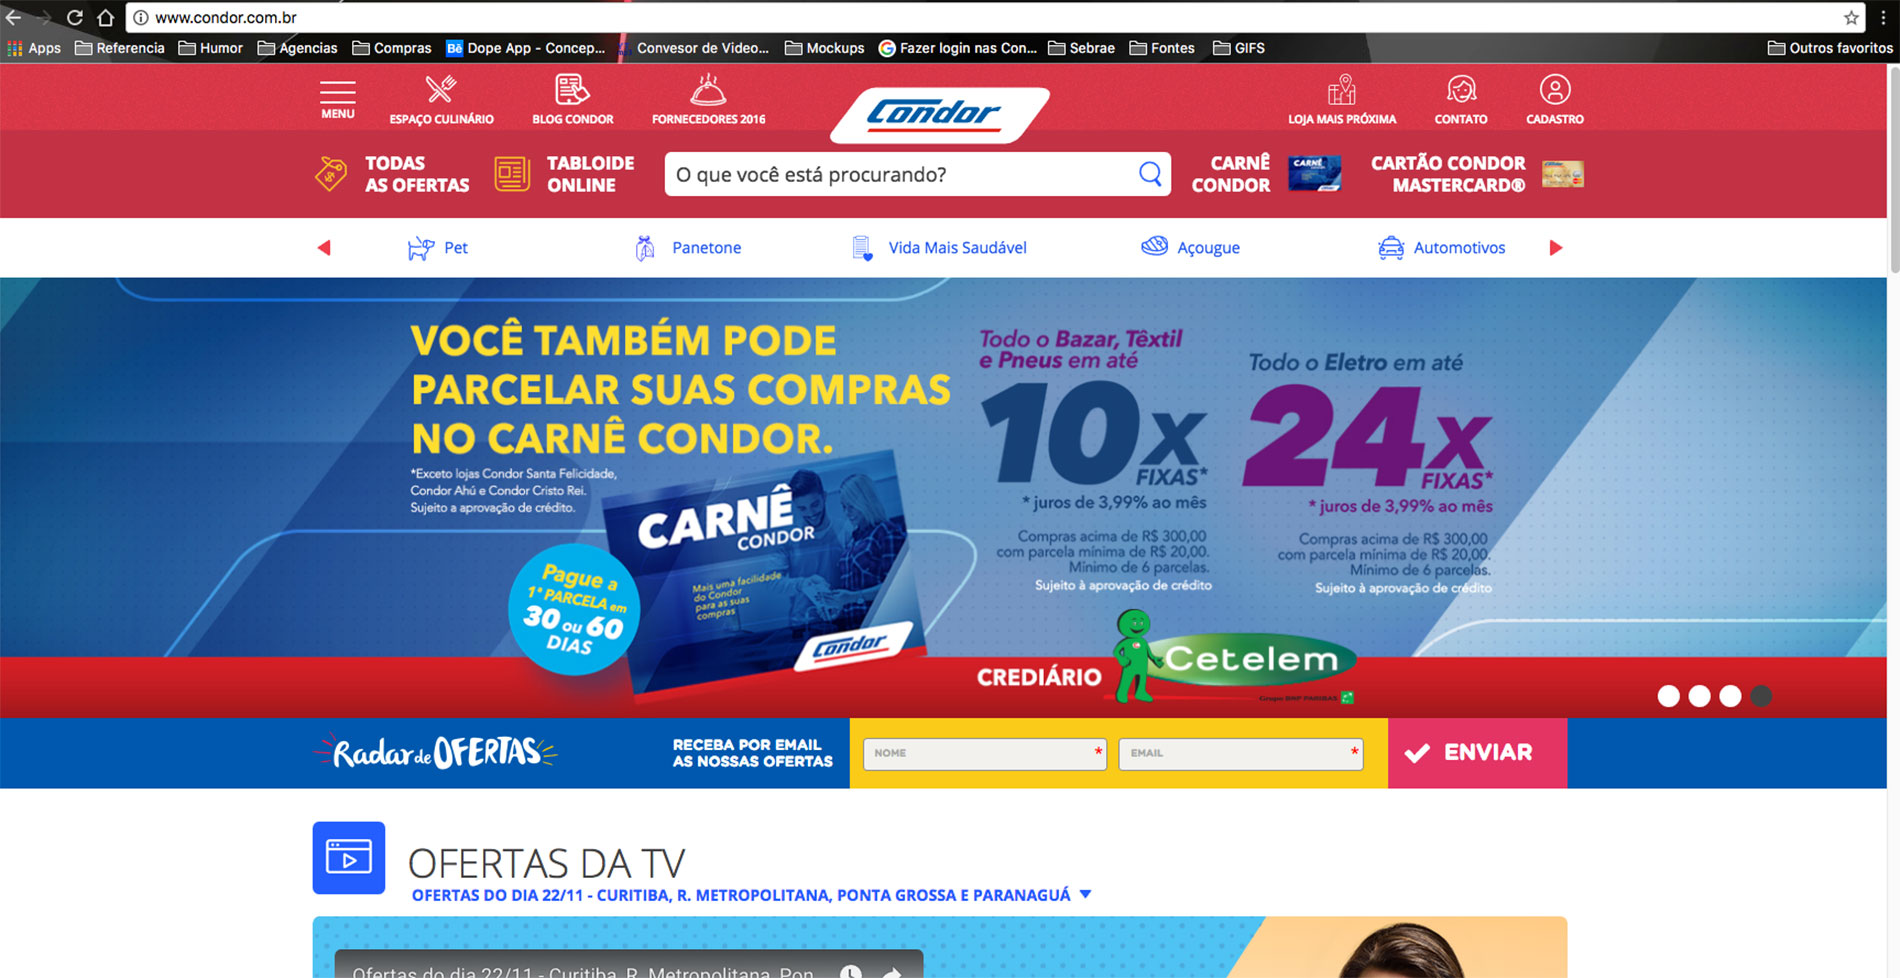 www.condor.com.br
Apps Referencia Humor Agencias Compras Bē Dope App - Concep... Convesor de Video... Mockups G Fazer login nas Con... Sebrae Fontes GIFS Outros favoritos
MENU ESPAÇO CULINÁRIO BLOG CONDOR FORNECEDORES 2016 Condor LOJA MAIS PRÓXIMA CONTATO CADASTRO
TODAS
AS OFERTAS
TABLOIDE
ONLINE
O que você está procurando?
CARNÊ
CONDOR
CARNÊ
CARTÃO CONDOR
MASTERCARD®
Pet Panetone Vida Mais Saudável Açougue Automotivos
VOCÊ TAMBÉM PODE
PARCELAR SUAS COMPRAS
NO CARNÊ CONDOR.
*Exceto lojas Condor Santa Felicidade,
Condor Ahú e Condor Cristo Rei.
Sujeito a aprovação de crédito.
CARNÊ
CONDOR
Mais uma facilidade
do Condor
para as suas
compras
Condor
Pague a
1ª PARCELA em
30 ou 60
DIAS
Todo o Bazar, Têxtil
e Pneus em até
10x
FIXAS*
* juros de 3,99% ao mês
Compras acima de R$ 300,00
com parcela mínima de R$ 20,00.
Mínimo de 6 parcelas.
Sujeito à aprovação de crédito
Todo o Eletro em até
24x
FIXAS*
* juros de 3,99% ao mês
Compras acima de R$ 300,00
com parcela mínima de R$ 20,00.
Mínimo de 6 parcelas.
Sujeito à aprovação de crédito
CREDIÁRIO
Cetelem
Grupo BNP PARIBAS
Radar de OFERTAS
RECEBA POR EMAIL
AS NOSSAS OFERTAS
NOME *
EMAIL *
ENVIAR
OFERTAS DA TV
OFERTAS DO DIA 22/11 - CURITIBA, R. METROPOLITANA, PONTA GROSSA E PARANAGUÁ
Ofertas do dia 22/11 - Curitiba, R. Metropolitana, Pon